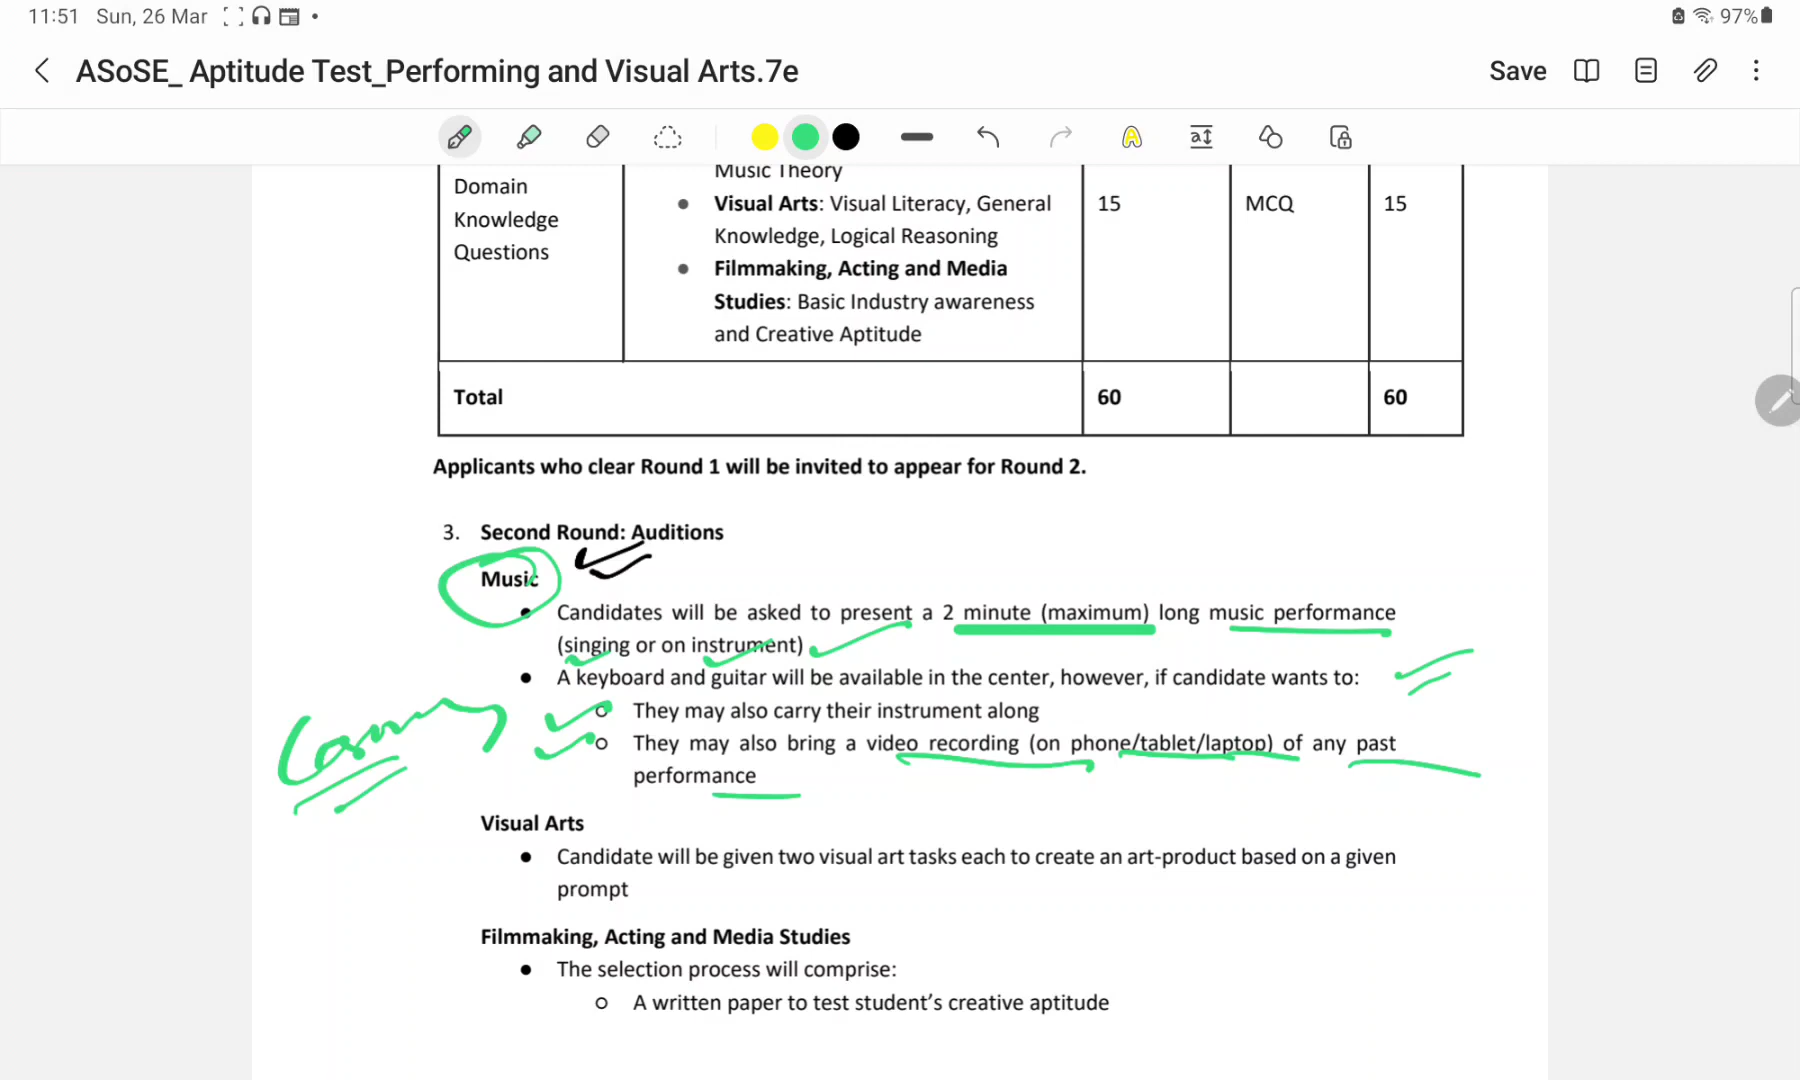 11:51 Sun, 26 Mar
97%
ASoSE_ Aptitude Test_Performing and Visual Arts.7e
Save
Music Theory
Domain
Knowledge
Questions
● Visual Arts: Visual Literacy, General
Knowledge, Logical Reasoning
15
MCQ
15
● Filmmaking, Acting and Media
Studies: Basic Industry awareness
and Creative Aptitude
Total
60
60
Applicants who clear Round 1 will be invited to appear for Round 2.
3. Second Round: Auditions
Music
● Candidates will be asked to present a 2 minute (maximum) long music performance
(singing or on instrument)
● A keyboard and guitar will be available in the center, however, if candidate wants to:
o They may also carry their instrument along
o They may also bring a video recording (on phone/tablet/laptop) of any past
performance
Visual Arts
● Candidate will be given two visual art tasks each to create an art-product based on a given
prompt
Filmmaking, Acting and Media Studies
● The selection process will comprise:
o A written paper to test student’s creative aptitude